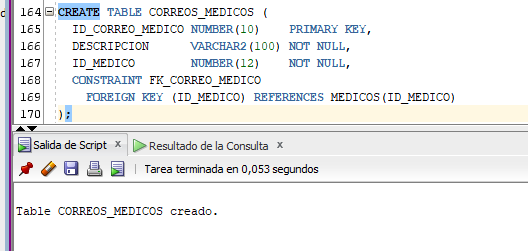 164 CREATE TABLE CORREOS_MEDICOS (
165 ID_CORREO_MEDICO NUMBER(10) PRIMARY KEY,
166 DESCRIPCION VARCHAR2(100) NOT NULL,
167 ID_MEDICO NUMBER(12) NOT NULL,
168 CONSTRAINT FK_CORREO_MEDICO
169 FOREIGN KEY (ID_MEDICO) REFERENCES MEDICOS(ID_MEDICO)
170 );
Salida de Script x Resultado de la Consulta x
Tarea terminada en 0,053 segundos
Table CORREOS_MEDICOS creado.